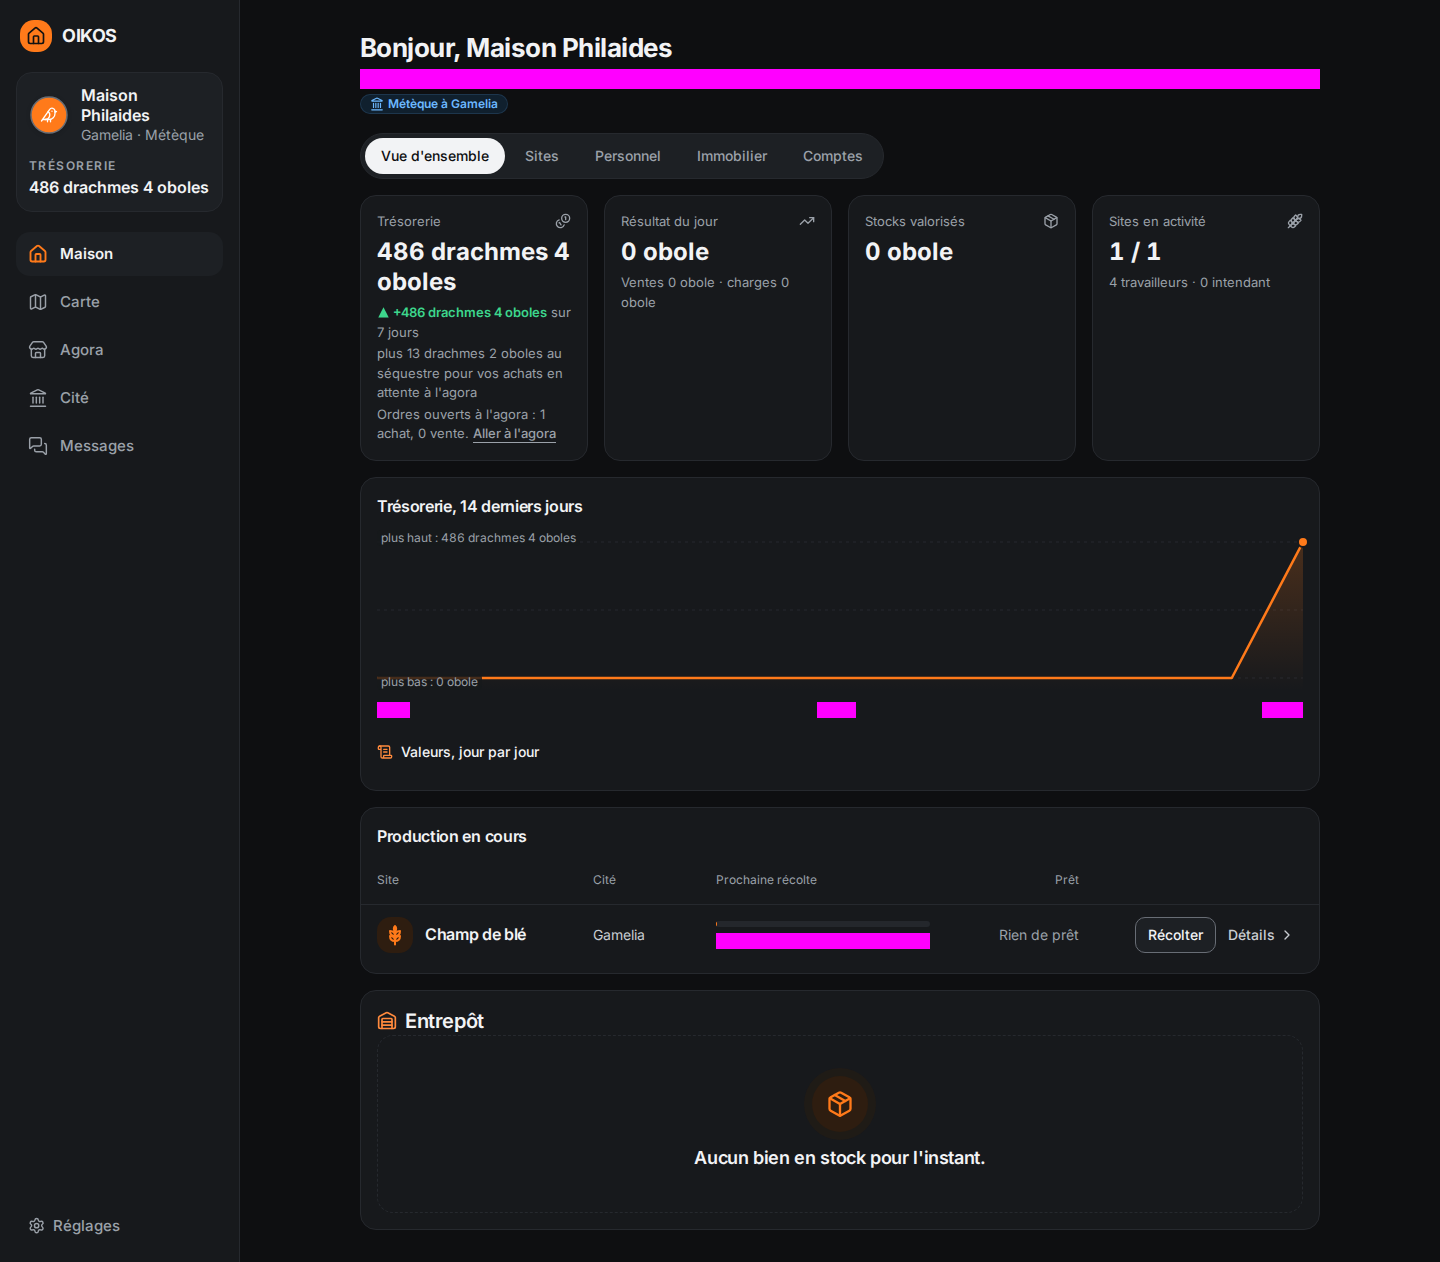 OIKOS
Maison
Philaides
Gamelia · Métèque
TRÉSORERIE
486 drachmes 4 oboles
Maison
Carte
Agora
Cité
Messages
Réglages
Bonjour, Maison Philaides
Métèque à Gamelia
Vue d'ensemble
Sites
Personnel
Immobilier
Comptes
Trésorerie
486 drachmes 4
oboles
▲ +486 drachmes 4 oboles sur
7 jours
plus 13 drachmes 2 oboles au
séquestre pour vos achats en
attente à l'agora
Ordres ouverts à l'agora : 1
achat, 0 vente. Aller à l'agora
Résultat du jour
0 obole
Ventes 0 obole · charges 0
obole
Stocks valorisés
0 obole
Sites en activité
1 / 1
4 travailleurs · 0 intendant
Trésorerie, 14 derniers jours
plus haut : 486 drachmes 4 oboles
plus bas : 0 obole
Valeurs, jour par jour
Production en cours
Site
Cité
Prochaine récolte
Prêt
Champ de blé
Gamelia
Rien de prêt
Récolter
Détails
Entrepôt
Aucun bien en stock pour l'instant.